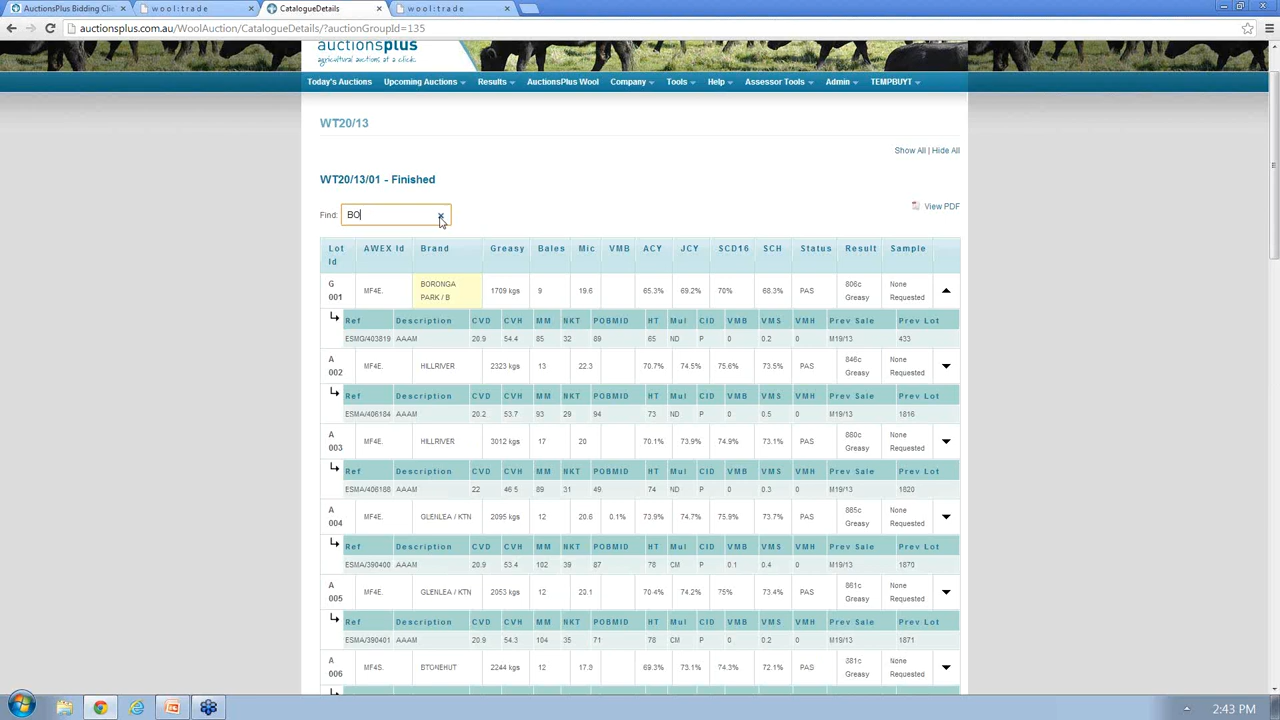 AuctionsPlus Bidding Clie
wool:trade
CatalogueDetails
wool:trade
auctionsplus.com.au/WoolAuction/CatalogueDetails/?auctionGroupId=135
auctionsplus
agricultural auctions at a click.
Today's Auctions Upcoming Auctions Results AuctionsPlus Wool Company Tools Help Assessor Tools Admin TEMPBUYT
WT20/13
Show All | Hide All
WT20/13/01 - Finished
Find: BO
View PDF
Lot Id AWEX Id Brand Greasy Bales Mic VMB ACY JCY SCD16 SCH Status Result Sample
G 001 MF4E. BORONGA PARK / B 1709 kgs 9 19.6 65.3% 69.2% 70% 68.3% PAS 806c Greasy None Requested
Ref Description CVD CVH MM NKT POBMID HT Mul CID VMB VMS VMH Prev Sale Prev Lot
ESMG/403819 AAAM 20.9 54.4 85 32 89 65 ND P 0 0.2 0 M19/13 433
A 002 MF4E. HILLRIVER 2323 kgs 13 22.3 70.7% 74.5% 75.6% 73.5% PAS 846c Greasy None Requested
Ref Description CVD CVH MM NKT POBMID HT Mul CID VMB VMS VMH Prev Sale Prev Lot
ESMA/406184 AAAM 20.2 53.7 93 29 94 73 ND P 0 0.5 0 M19/13 1816
A 003 MF4E. HILLRIVER 3012 kgs 17 20 70.1% 73.9% 74.9% 73.1% PAS 880c Greasy None Requested
Ref Description CVD CVH MM NKT POBMID HT Mul CID VMB VMS VMH Prev Sale Prev Lot
ESMA/406188 AAAM 22 46.5 89 31 49 74 ND P 0 0.3 0 M19/13 1820
A 004 MF4E. GLENLEA / KTN 2095 kgs 12 20.6 0.1% 73.9% 74.7% 75.9% 73.7% PAS 885c Greasy None Requested
Ref Description CVD CVH MM NKT POBMID HT Mul CID VMB VMS VMH Prev Sale Prev Lot
ESMA/390400 AAAM 20.9 53.4 102 39 87 78 CM P 0.1 0.4 0 M19/13 1870
A 005 MF4E. GLENLEA / KTN 2053 kgs 12 20.1 70.4% 74.2% 75% 73.4% PAS 861c Greasy None Requested
Ref Description CVD CVH MM NKT POBMID HT Mul CID VMB VMS VMH Prev Sale Prev Lot
ESMA/390401 AAAM 20.9 54.3 104 35 71 78 CM P 0 0.2 0 M19/13 1871
A 006 MF4S. BTONEHUT 2244 kgs 12 17.9 69.3% 73.1% 74.3% 72.1% PAS 881c Greasy None Requested
2:43 PM